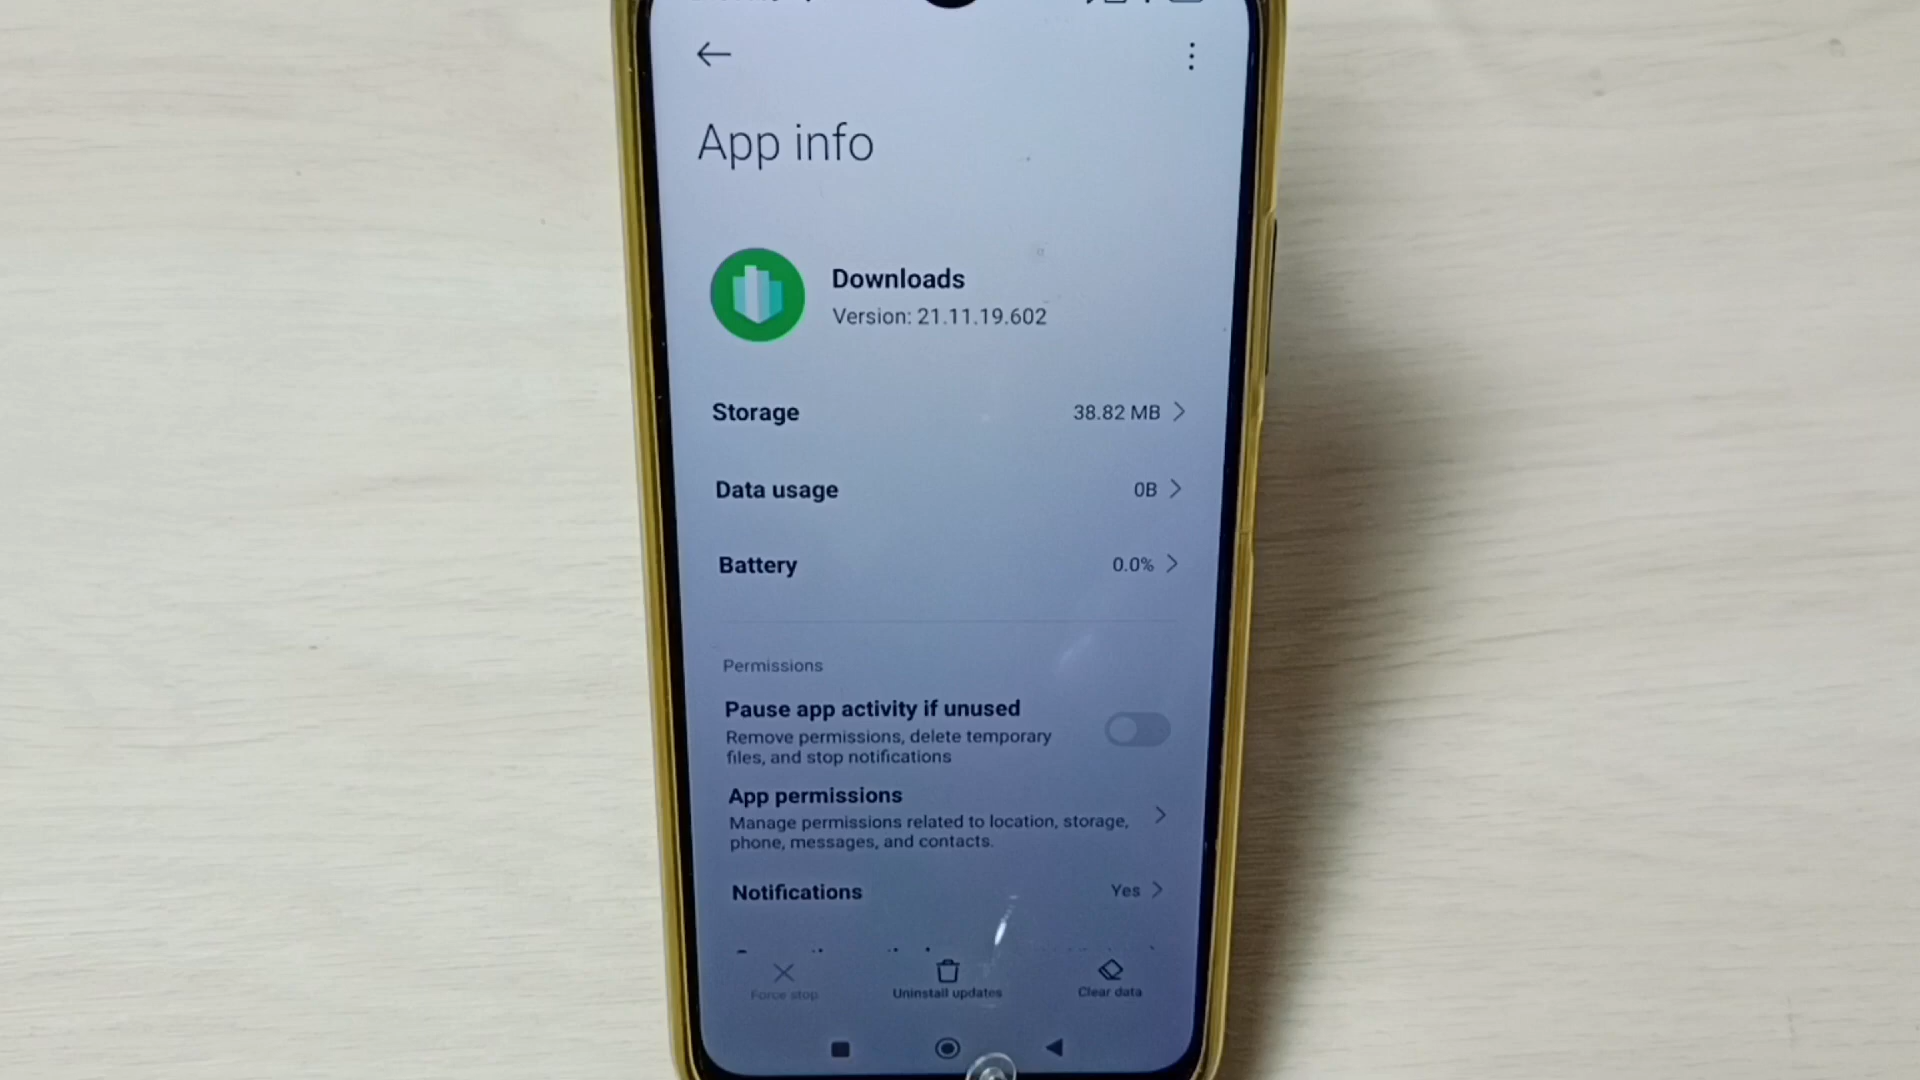 App info
Downloads
Version: 21.11.19.602
Storage 38.82 MB
Data usage 0B
Battery 0.0%
Permissions
Pause app activity if unused
Remove permissions, delete temporary
files, and stop notifications
App permissions
Manage permissions related to location, storage,
phone, messages, and contacts.
Notifications Yes
Force stop Uninstall updates Clear data